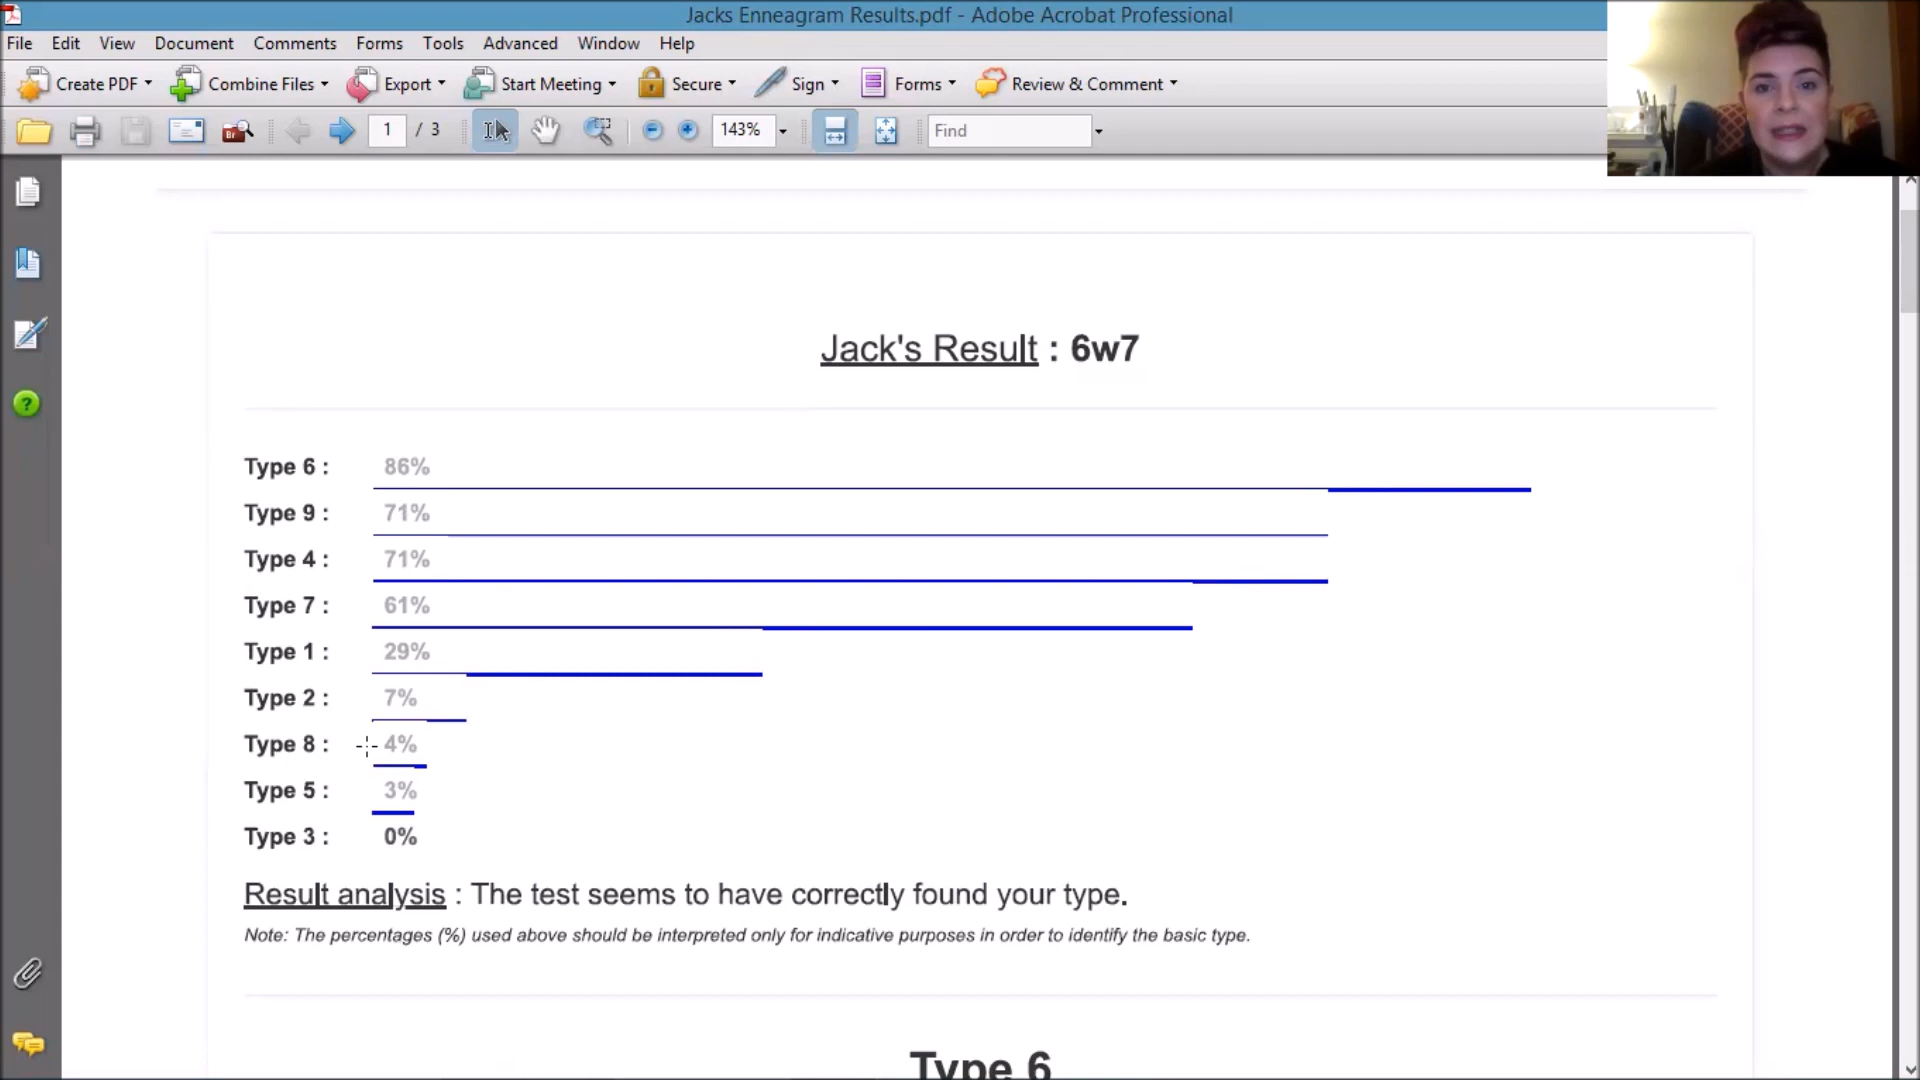 Jacks Enneagram Results.pdf - Adobe Acrobat Professional
File Edit View Document Comments Forms Tools Advanced Window Help
Create PDF Combine Files Export Start Meeting Secure Sign Forms Review & Comment
Br 1 / 3 143% Find
Jack's Result : 6w7
Type 6 : 86%
Type 9 : 71%
Type 4 : 71%
Type 7 : 61%
Type 1 : 29%
Type 2 : 7%
Type 8 : 4%
Type 5 : 3%
Type 3 : 0%
Result analysis : The test seems to have correctly found your type.
Note: The percentages (%) used above should be interpreted only for indicative purposes in order to identify the basic type.
Type 6